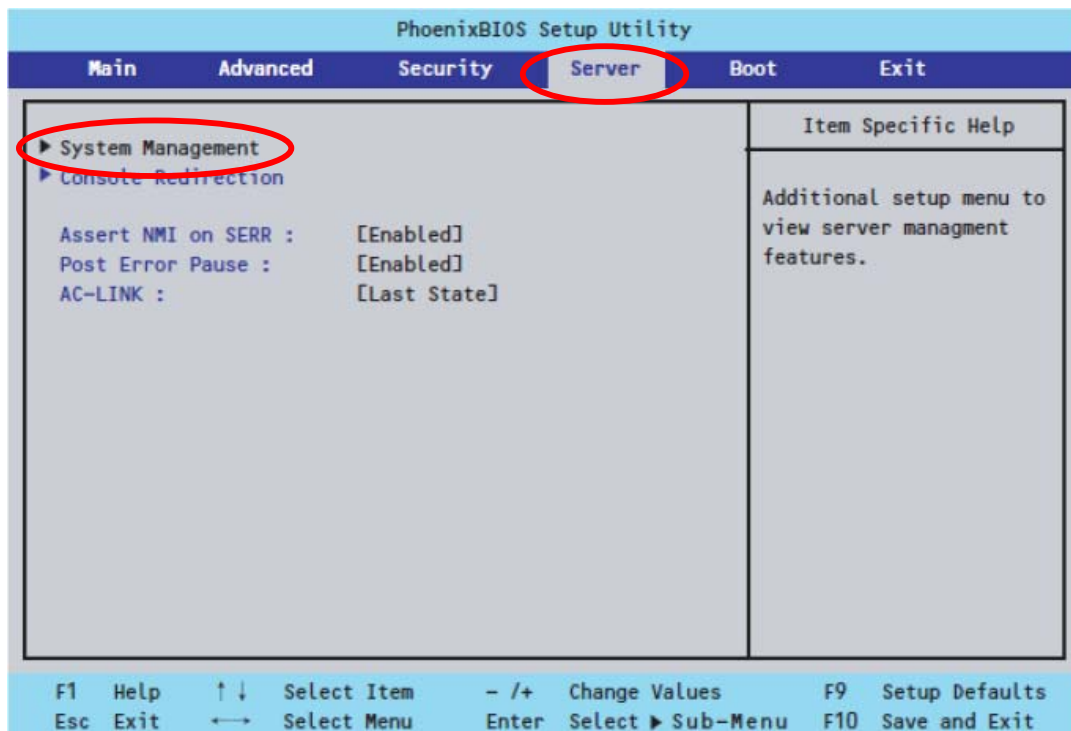 PhoenixBIOS Setup Utility
Main Advanced Security Server Boot Exit
▶ System Management
▶ Console Redirection
Assert NMI on SERR : [Enabled]
Post Error Pause : [Enabled]
AC-LINK : [Last State]
Item Specific Help
Additional setup menu to
view server managment
features.
F1 Help ↑↓ Select Item - /+ Change Values F9 Setup Defaults
Esc Exit ←→ Select Menu Enter Select ▶ Sub-Menu F10 Save and Exit